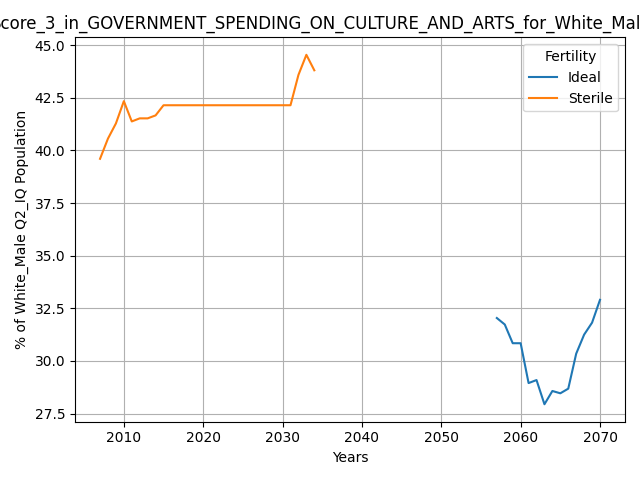 core_3_in_GOVERNMENT_SPENDING_ON_CULTURE_AND_ARTS_for_White_Mal
45.0
42.5
40.0
37.5
35.0
32.5
30.0
27.5
% of White_Male Q2_IQ Population
Fertility
Ideal
Sterile
2010 2020 2030 2040 2050 2060 2070
Years